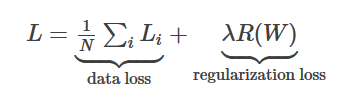 L = 1/N ∑ᵢ Lᵢ + λR(W)
data loss regularization loss